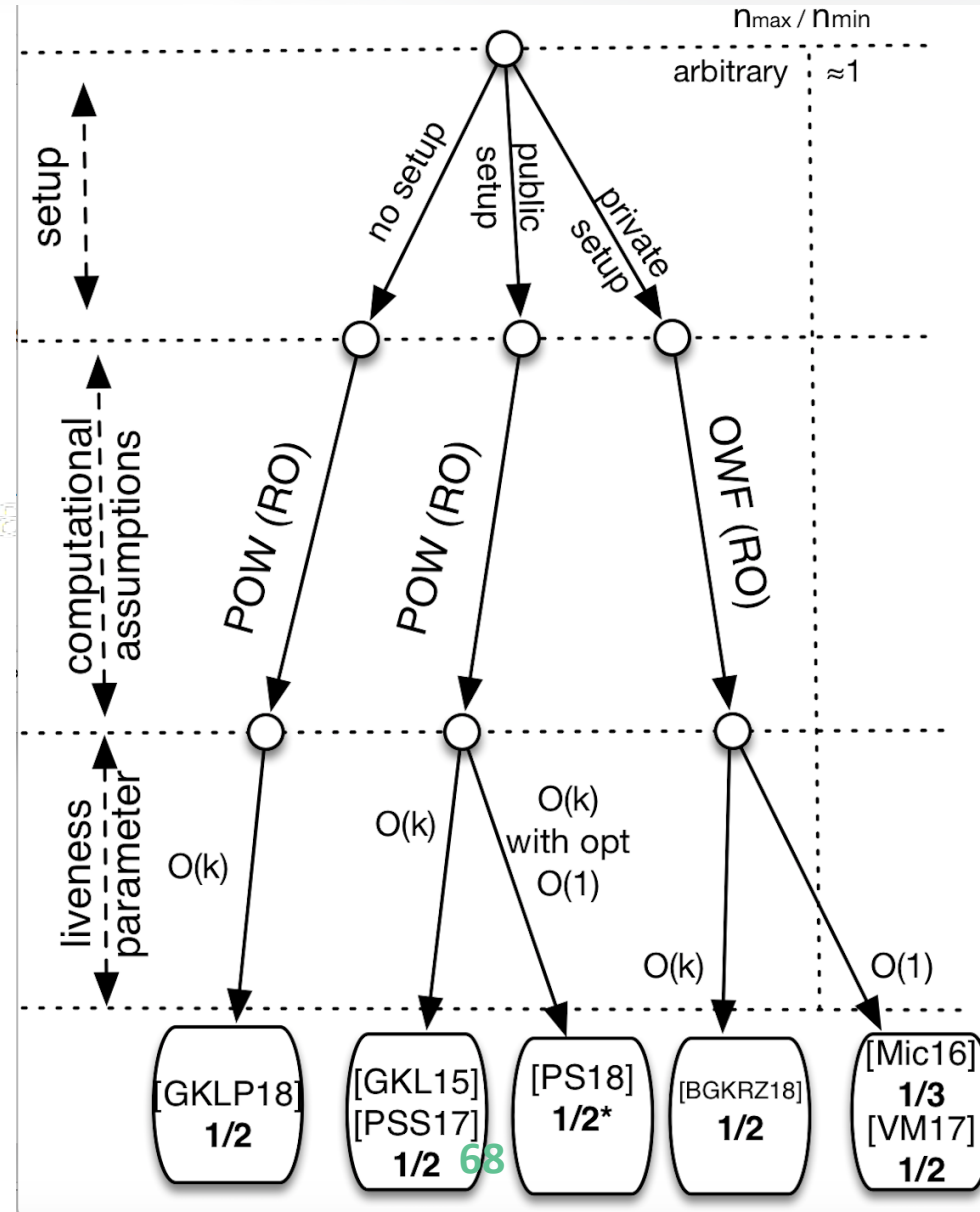 nmax / nmin
arbitrary ≈1
setup
no setup
public
setup
private
setup
computational
assumptions
POW (RO)
POW (RO)
OWF (RO)
liveness
parameter
O(k)
O(k)
O(k)
with opt
O(1)
O(k)
O(1)
[GKLP18]
1/2
[GKL15]
[PSS17]
1/2
68
[PS18]
1/2*
[BGKRZ18]
1/2
[Mic16]
1/3
[VM17]
1/2